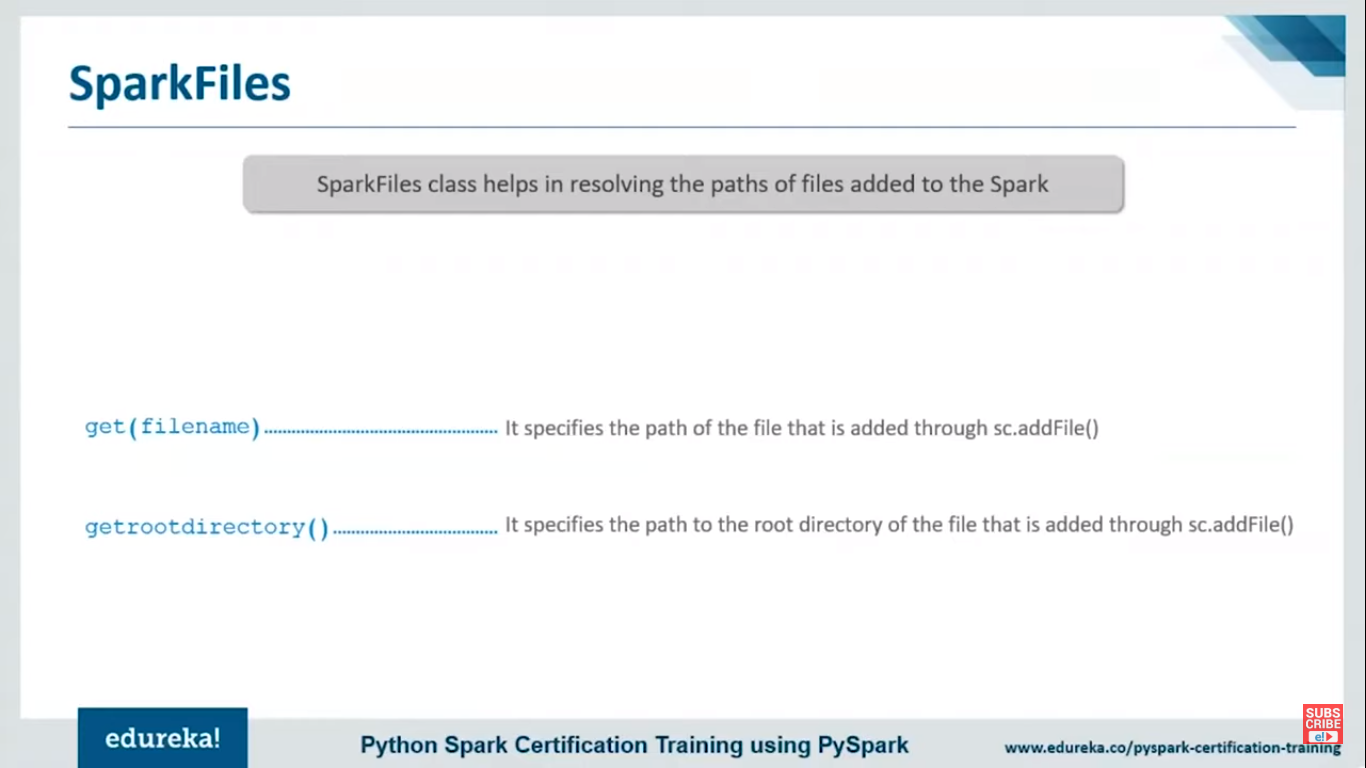 SparkFiles
SparkFiles class helps in resolving the paths of files added to the Spark
get(filename)................................................ It specifies the path of the file that is added through sc.addFile()
getrootdirectory().................................. It specifies the path to the root directory of the file that is added through sc.addFile()
SUBS
CRIBE
e!
edureka!
Python Spark Certification Training using PySpark
www.edureka.co/pyspark-certification-training